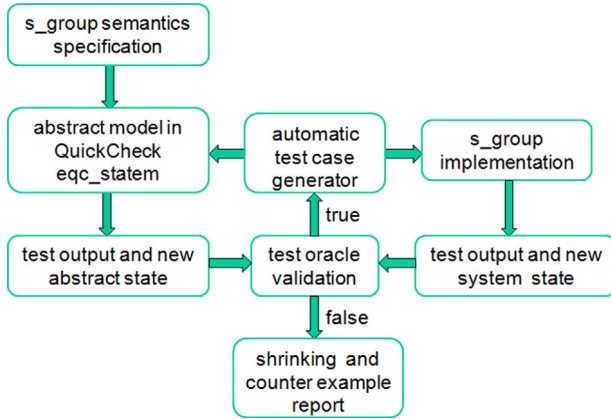 s_group semantics
specification
abstract model in
QuickCheck
eqc_statem
automatic
test case
generator
s_group
implementation
true
test output and new
abstract state
test oracle
validation
test output and new
system state
false
shrinking and
counter example
report